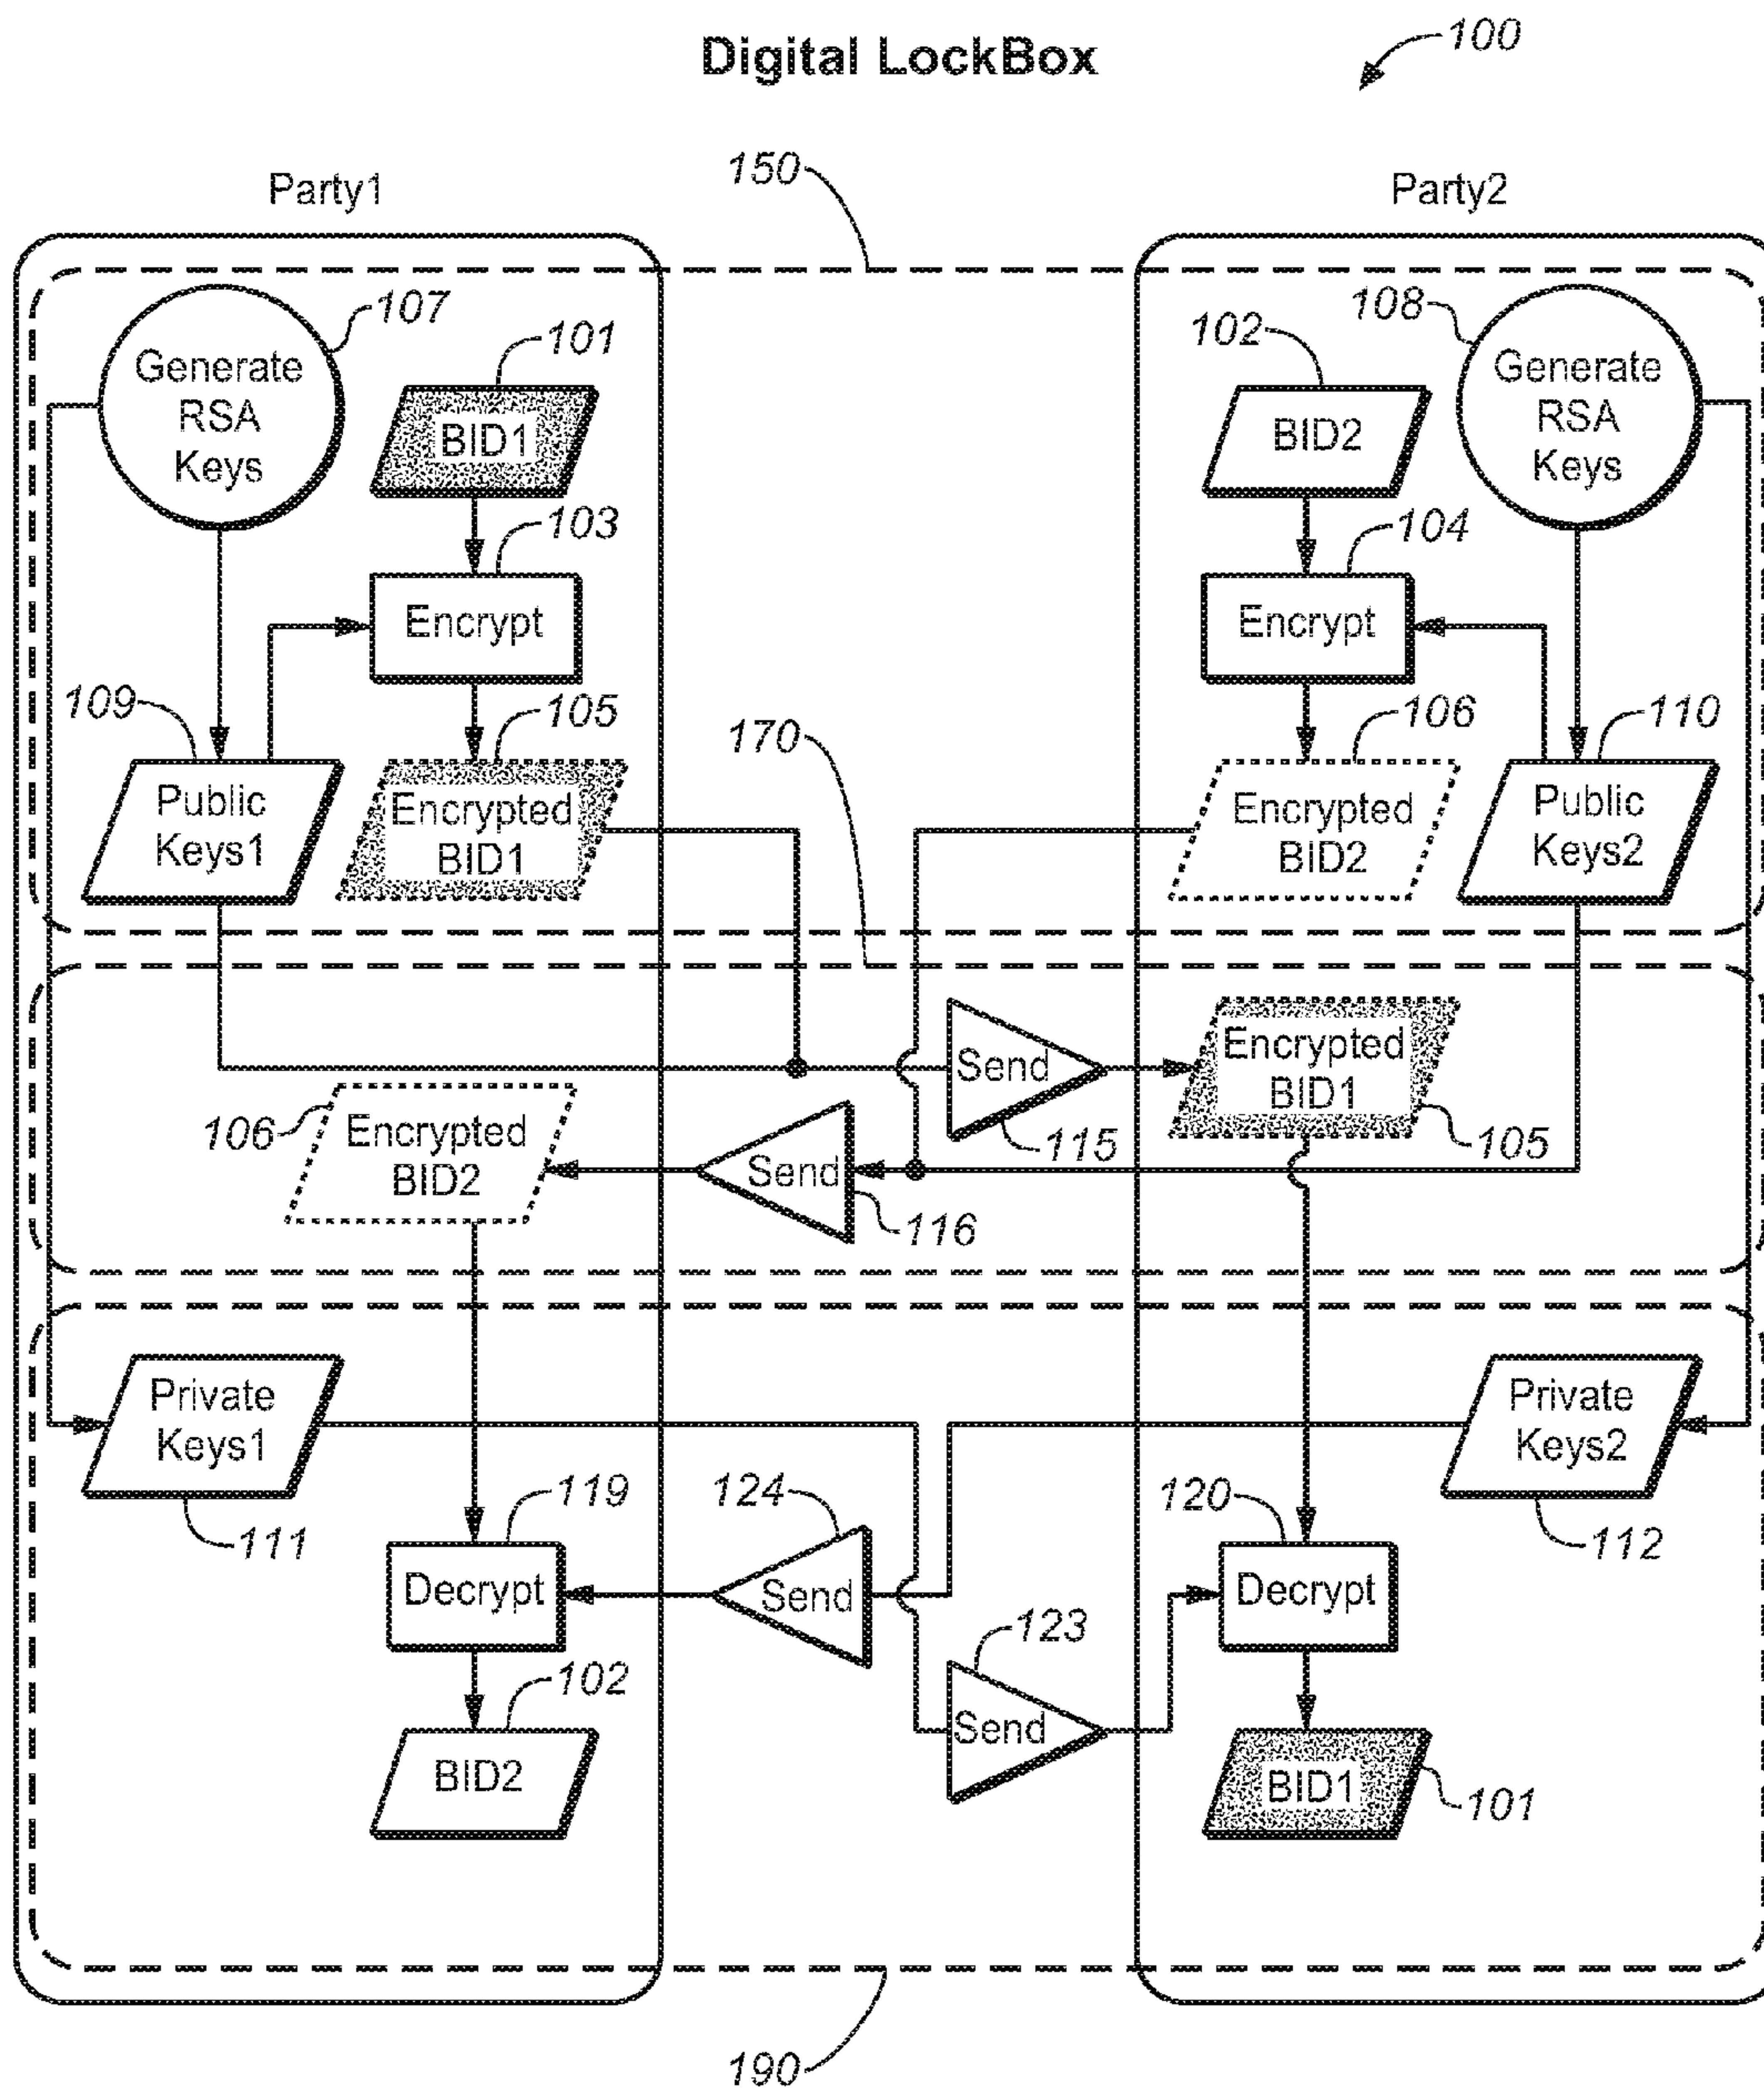 Digital LockBox
100
150
Party1
Party2
107
101
102
108
Generate
RSA
Keys
BID1
BID2
Generate
RSA
Keys
103
104
Encrypt
Encrypt
109
105
170
106
110
Public
Keys1
Encrypted
BID1
Encrypted
BID2
Public
Keys2
Send
Encrypted
BID1
106
Encrypted
BID2
115
105
Send
116
Private
Keys1
Private
Keys2
111
119
124
120
112
Decrypt
Send
Decrypt
123
102
Send
BID2
BID1
101
190